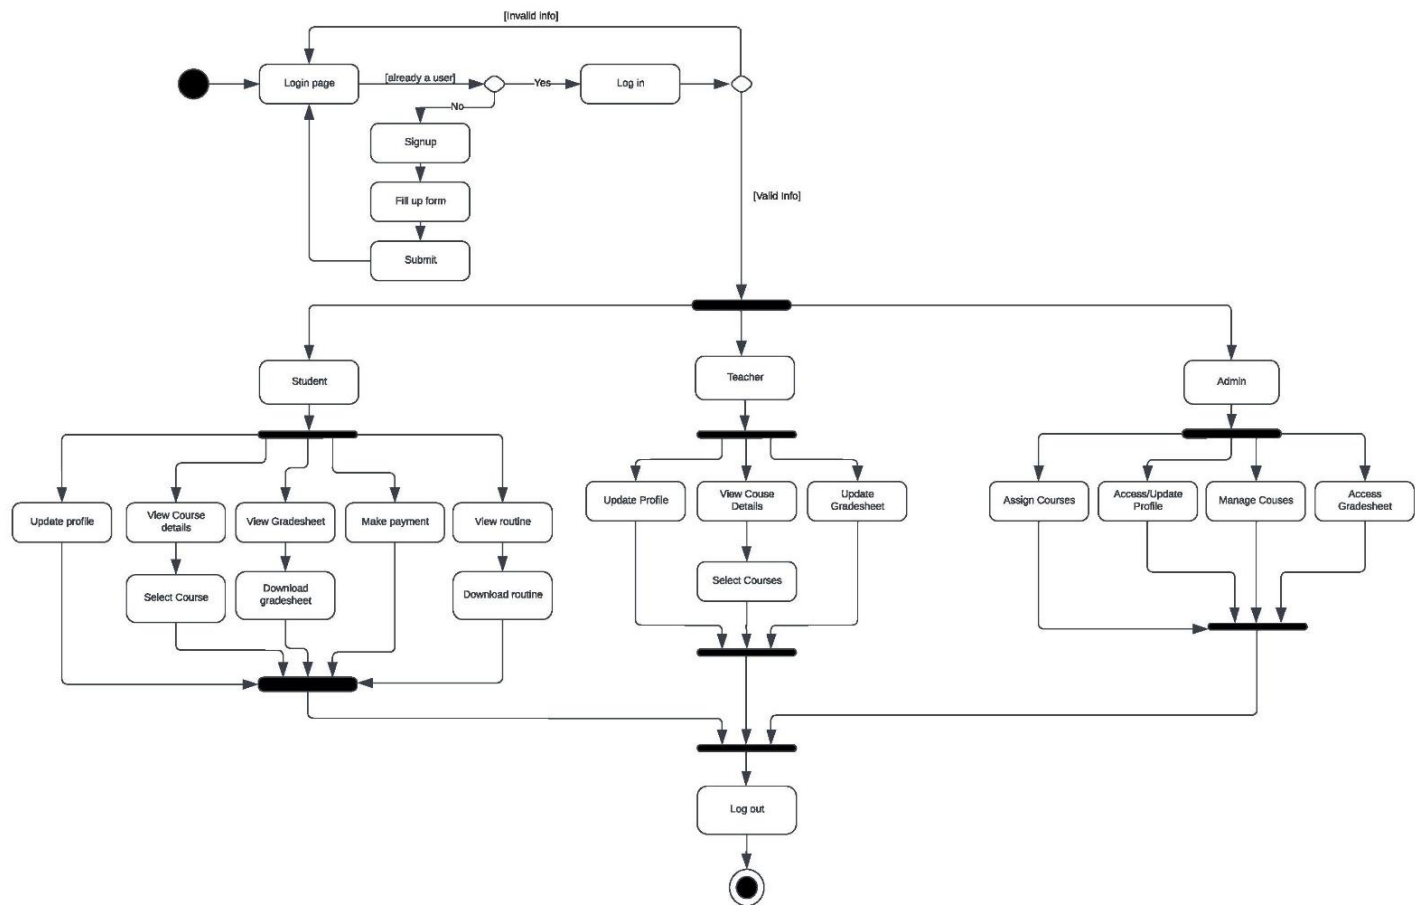 [Invalid info]
Login page
[already a user]
Yes
Log in
No
Signup
Fill up form
Submit
[Valid Info]
Student
Teacher
Admin
Update profile
View Course
details
View Gradesheet
Make payment
View routine
Select Course
Download
gradesheet
Download routine
Update Profile
View Couse
Details
Update
Gradesheet
Select Courses
Assign Courses
Access/Update
Profile
Manage Couses
Access
Gradesheet
Log out